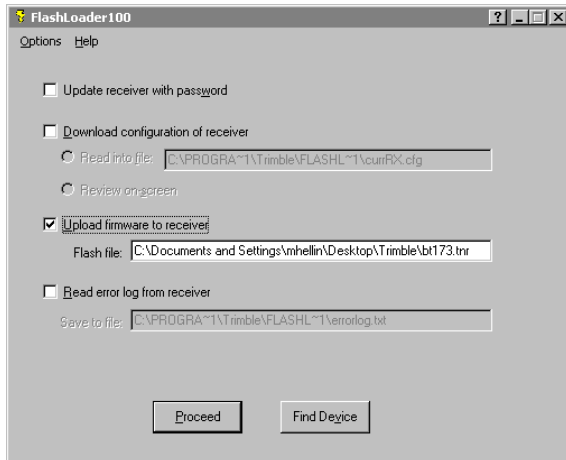 FlashLoader100
Options Help
Update receiver with password
Download configuration of receiver
Read into file: C:\PROGRA~1\Trimble\FLASHL~1\currRX.cfg
Review on-screen
Upload firmware to receiver
Flash file: C:\Documents and Settings\mhellin\Desktop\Trimble\bt173.tnr
Read error log from receiver
Save to file: C:\PROGRA~1\Trimble\FLASHL~1\errorlog.txt
Proceed Find Device